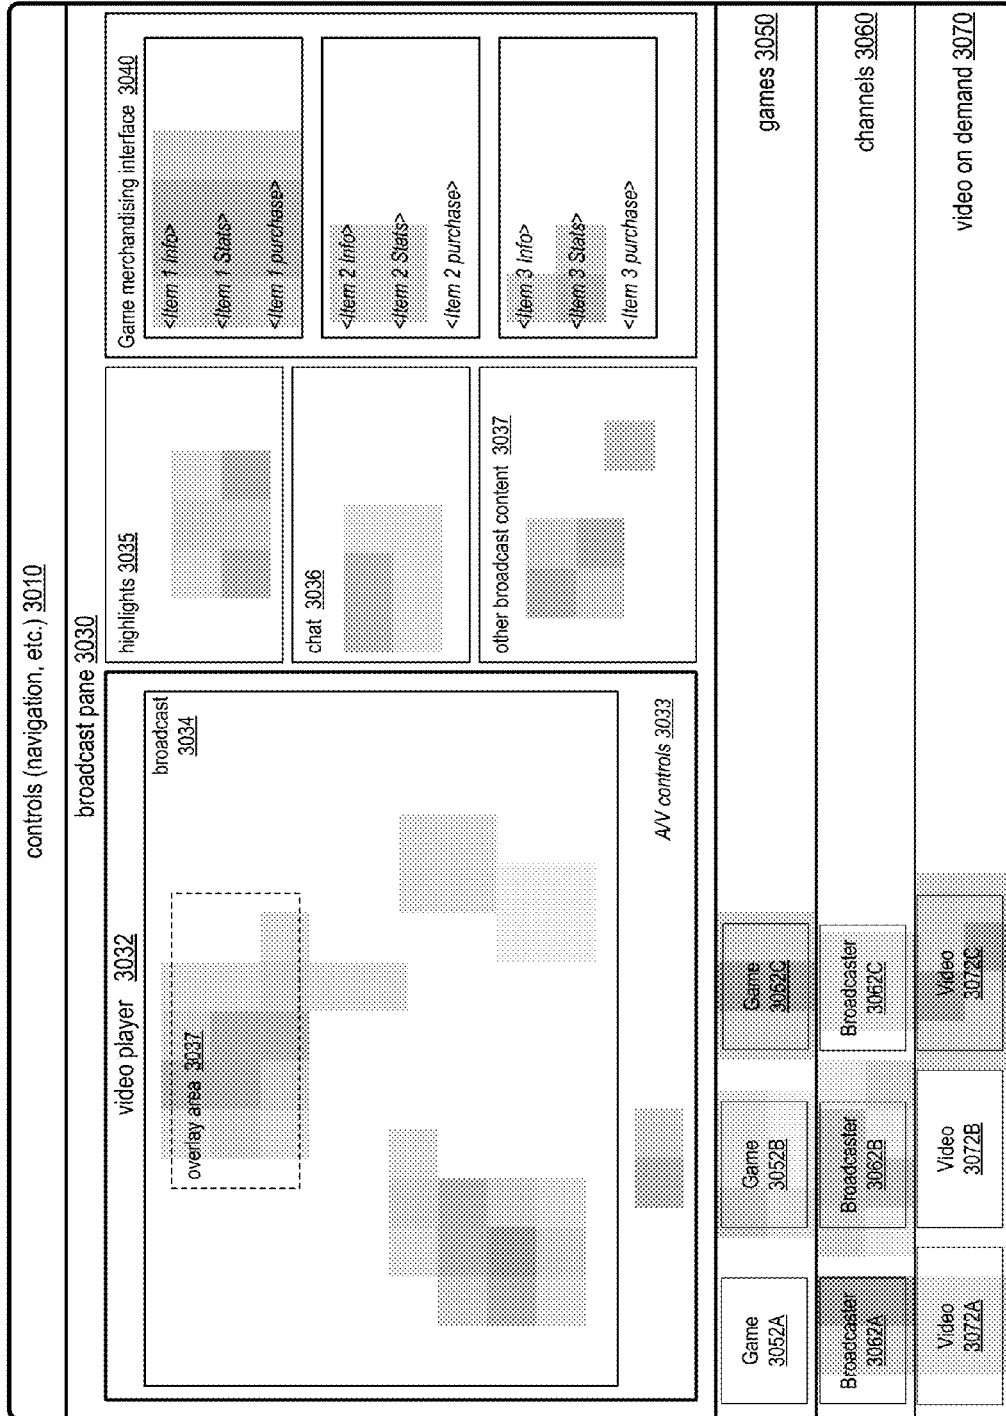 controls (navigation, etc.) 3010
broadcast pane 3030
video player 3032
broadcast
3034
overlay area 3037
A/V controls 3033
highlights 3035
chat 3036
other broadcast content 3037
Game merchandising interface 3040
<Item 1 Info>
<Item 1 Stats>
<Item 1 purchase>
<Item 2 Info>
<Item 2 Stats>
<Item 2 purchase>
<Item 3 Info>
<Item 3 Stats>
<Item 3 purchase>
Game
3052A
Game
3052B
Game
3062C
games 3050
Broadcaster
3062A
Broadcaster
3062B
Broadcaster
3062C
channels 3060
Video
3072A
Video
3072B
Video
3072C
video on demand 3070